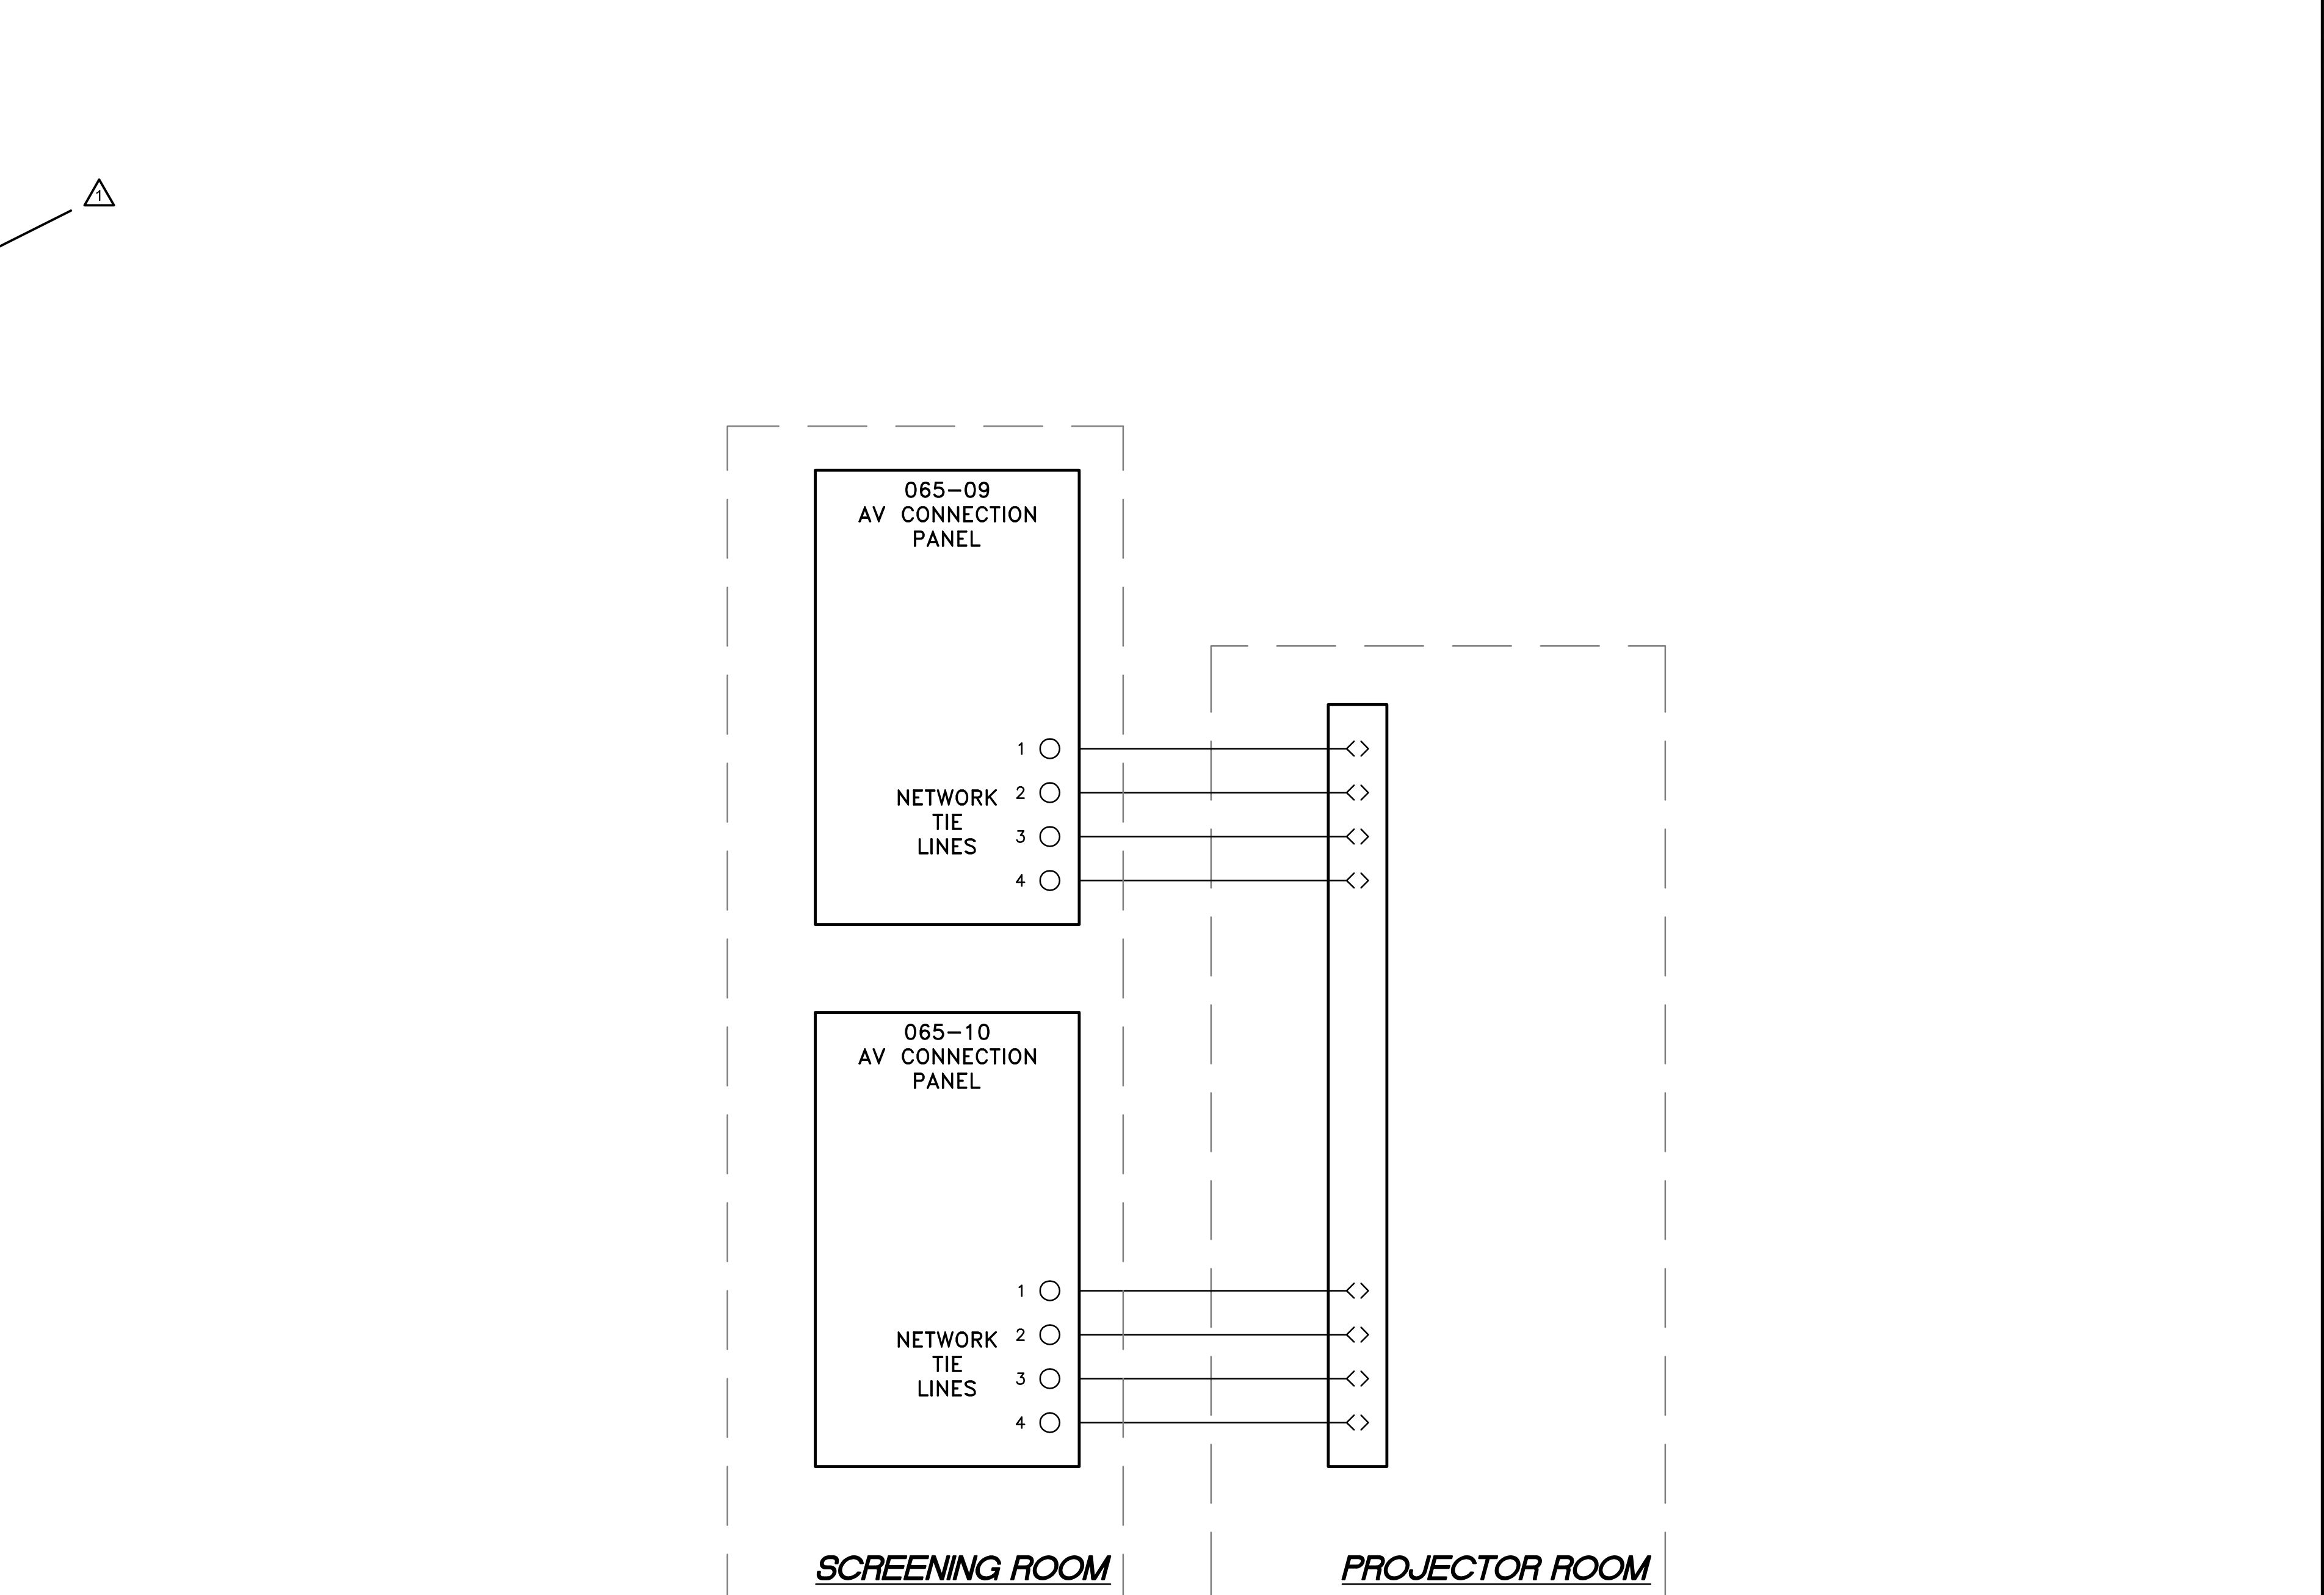 1
065-09
AV CONNECTION
PANEL
1
2
NETWORK
TIE
3
LINES
4
065-10
AV CONNECTION
PANEL
1
2
NETWORK
TIE
3
LINES
4
SCREENING ROOM
PROJECTOR ROOM